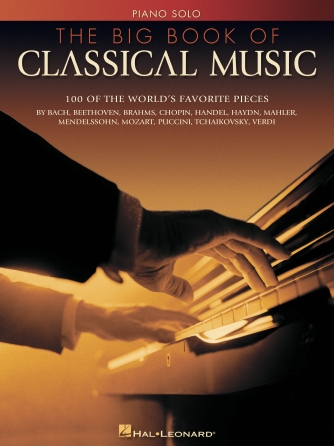 PIANO SOLO
THE BIG BOOK OF
CLASSICAL MUSIC
100 OF THE WORLD'S FAVORITE PIECES
BY BACH, BEETHOVEN, BRAHMS, CHOPIN, HANDEL, HAYDN, MAHLER,
MENDELSSOHN, MOZART, PUCCINI, TCHAIKOVSKY, VERDI
HAL•LEONARD®